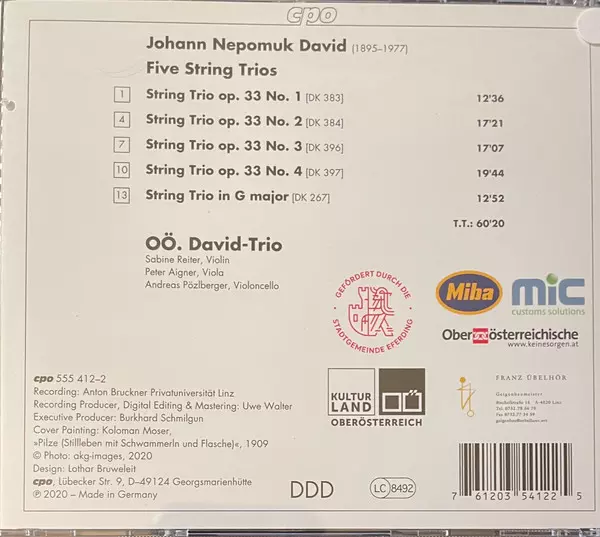 cpo
Johann Nepomuk David (1895–1977)
Five String Trios
1 String Trio op. 33 No. 1 [DK 383] 12'36
4 String Trio op. 33 No. 2 [DK 384] 17'21
7 String Trio op. 33 No. 3 [DK 396] 17'07
10 String Trio op. 33 No. 4 [DK 397] 19'44
13 String Trio in G major [DK 267] 12'52
T.T.: 60'20
OÖ. David-Trio
Sabine Reiter, Violin
Peter Aigner, Viola
Andreas Pözlberger, Violoncello
GEFÖRDERT DURCH DIE
STADTGEMEINDE EFERDING
Miba
mic
customs solutions
Oberösterreichische
www.keinesorgen.at
cpo 555 412–2
Recording: Anton Bruckner Privatuniversität Linz
Recording Producer, Digital Editing & Mastering: Uwe Walter
Executive Producer: Burkhard Schmilgun
Cover Painting: Koloman Moser,
»Pilze (Stillleben mit Schwammerln und Flasche)«, 1909
© Photo: akg-images, 2020
Design: Lothar Bruweleit
cpo, Lübecker Str. 9, D–49124 Georgsmarienhütte
℗ 2020 – Made in Germany
KULTUR
LAND
OBERÖSTERREICH
FRANZ ÜBELHÖR
Geigenbaumeister
DDD
LC 8492
7 61203 54122 5